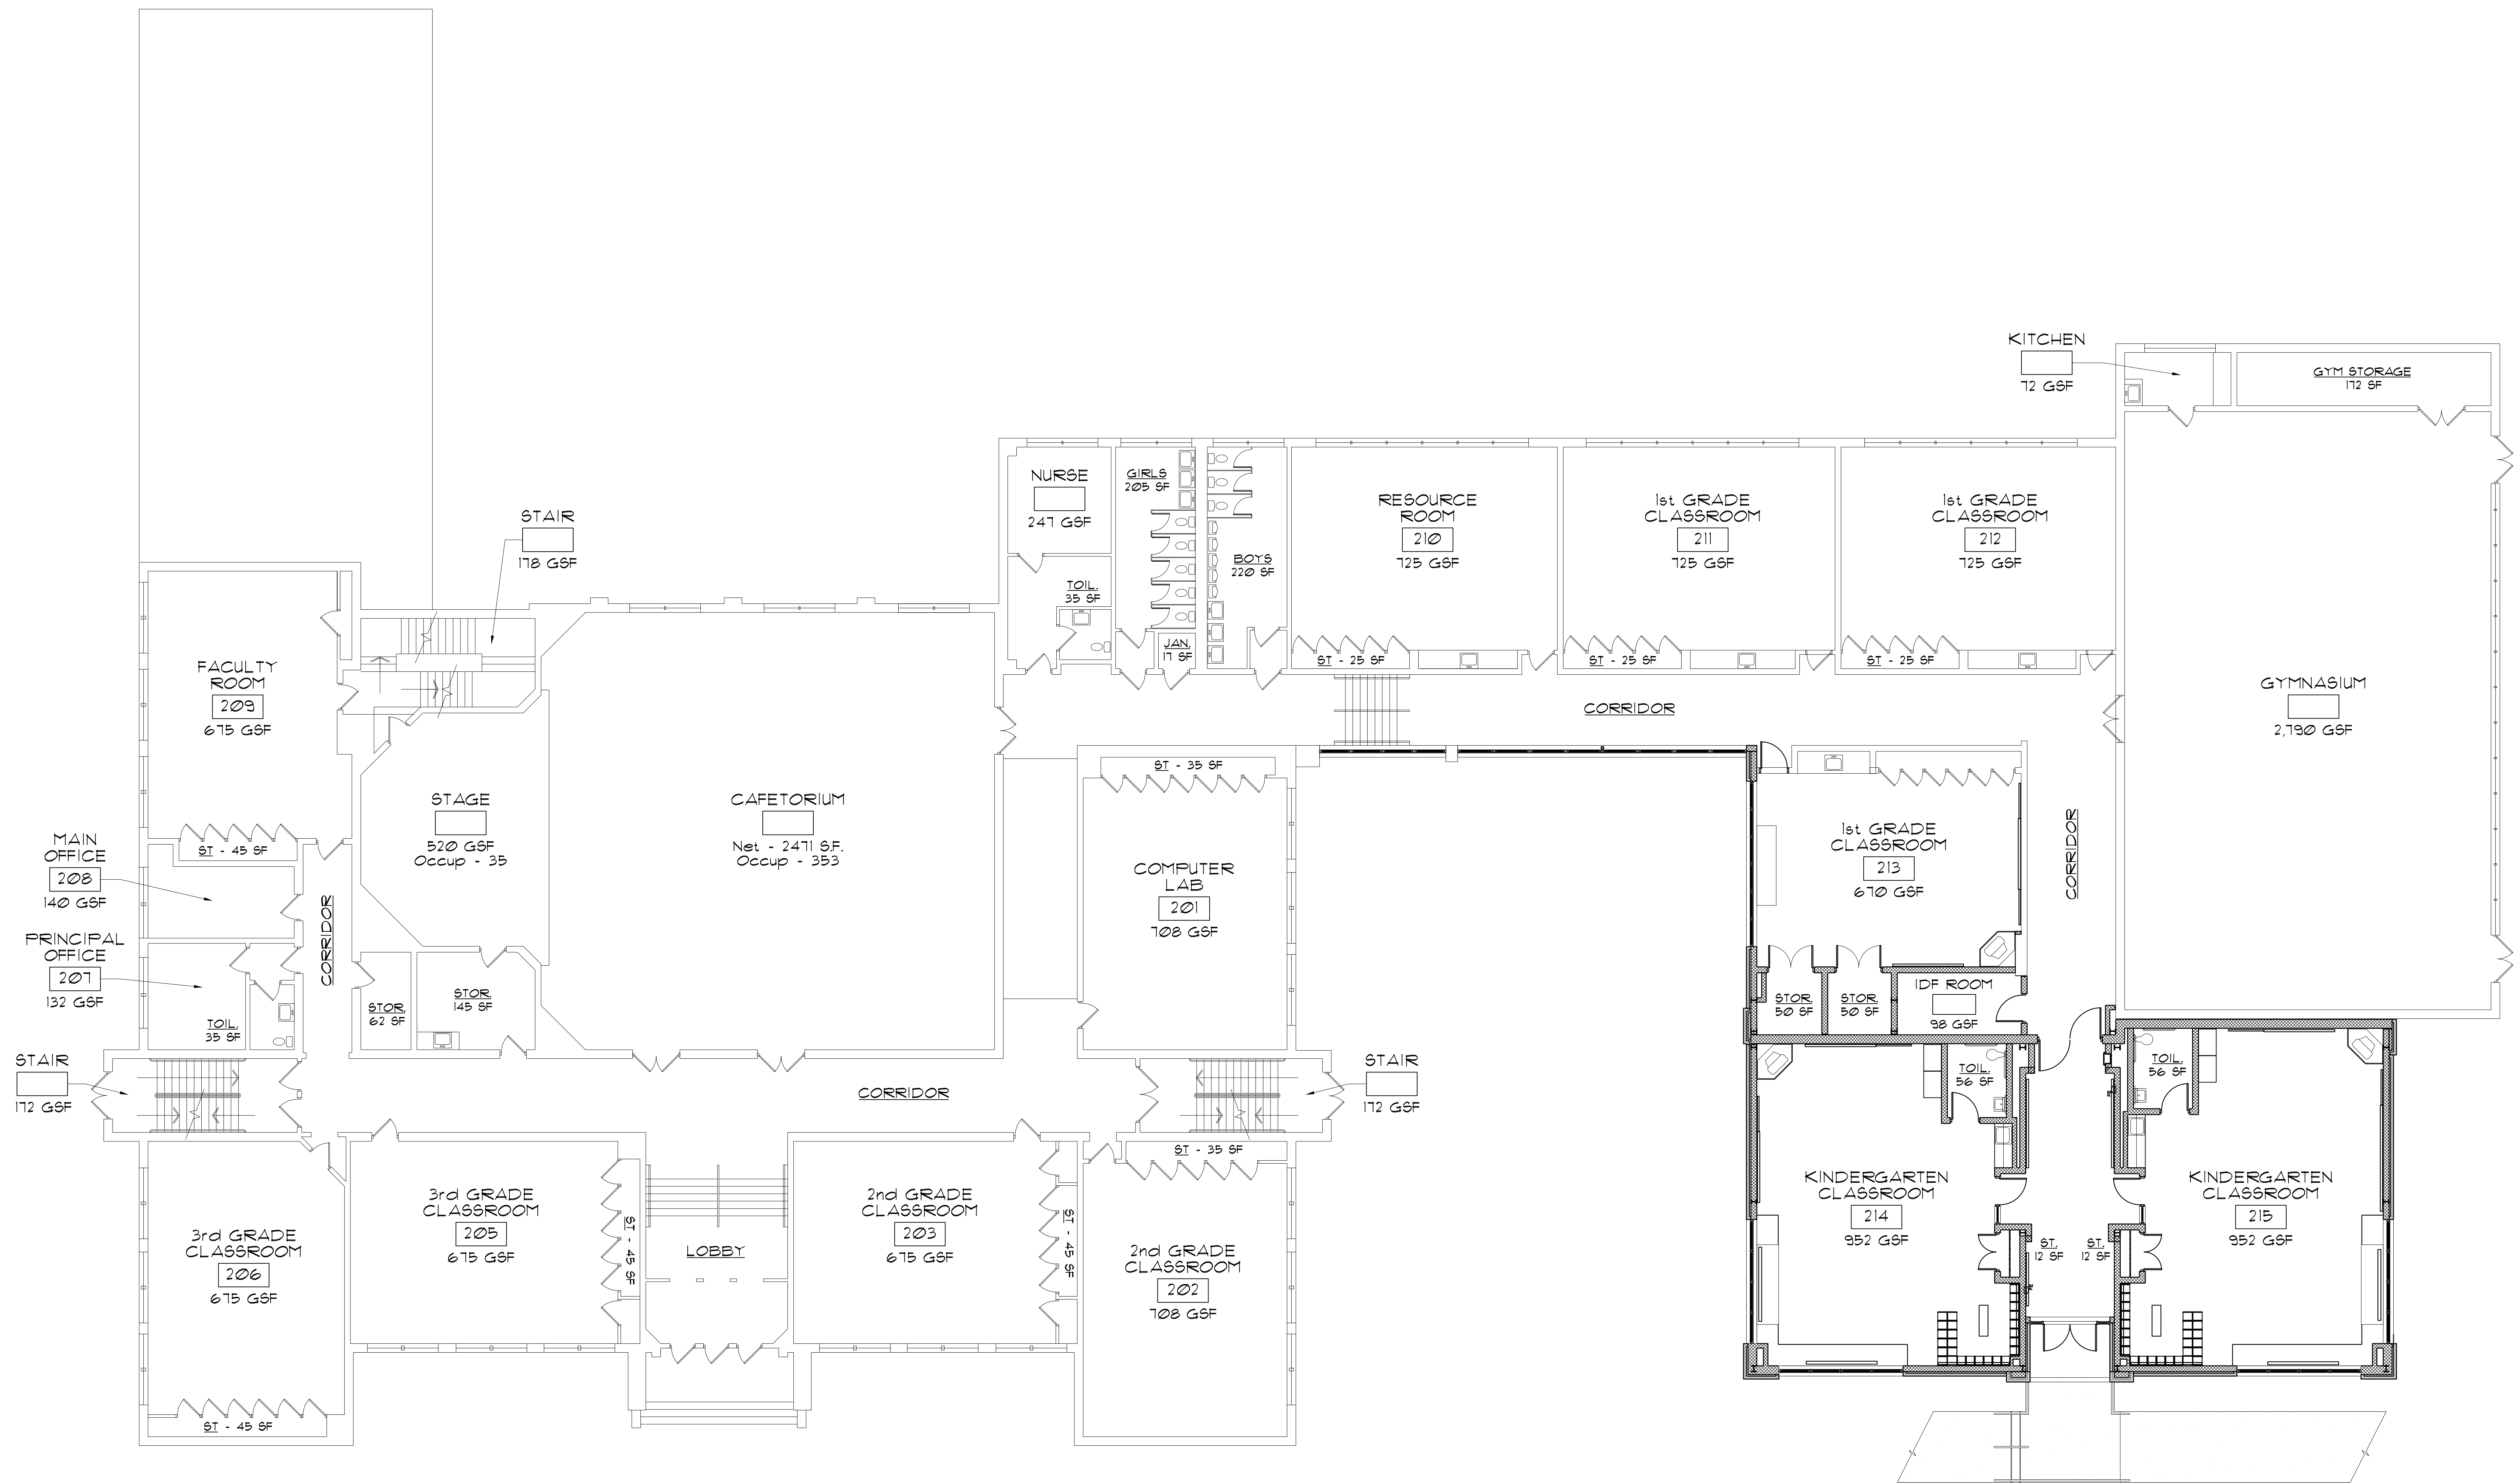 KITCHEN
72 GSF
GYM STORAGE
172 SF
NURSE
247 GSF
GIRLS
205 SF
BOYS
220 SF
TOIL.
35 SF
JAN.
17 SF
RESOURCE
ROOM
210
725 GSF
ST - 25 SF
1st GRADE
CLASSROOM
211
725 GSF
ST - 25 SF
1st GRADE
CLASSROOM
212
725 GSF
ST - 25 SF
STAIR
178 GSF
FACULTY
ROOM
209
675 GSF
ST - 45 SF
CORRIDOR
GYMNASIUM
2,790 GSF
STAGE
520 GSF
Occup - 35
CAFETORIUM
Net - 2471 S.F.
Occup - 353
ST - 35 SF
COMPUTER
LAB
201
708 GSF
1st GRADE
CLASSROOM
213
670 GSF
CORRIDOR
MAIN
OFFICE
208
140 GSF
PRINCIPAL
OFFICE
207
132 GSF
CORRIDOR
TOIL.
35 SF
STOR.
62 SF
STOR.
145 SF
STOR.
50 SF
STOR.
50 SF
IDF ROOM
98 GSF
STAIR
172 GSF
CORRIDOR
STAIR
172 GSF
TOIL.
56 SF
TOIL.
56 SF
3rd GRADE
CLASSROOM
206
675 GSF
ST - 45 SF
3rd GRADE
CLASSROOM
205
675 GSF
ST - 45 SF
LOBBY
2nd GRADE
CLASSROOM
203
675 GSF
ST - 45 SF
ST - 35 SF
2nd GRADE
CLASSROOM
202
708 GSF
KINDERGARTEN
CLASSROOM
214
952 GSF
ST.
12 SF
ST.
12 SF
KINDERGARTEN
CLASSROOM
215
952 GSF